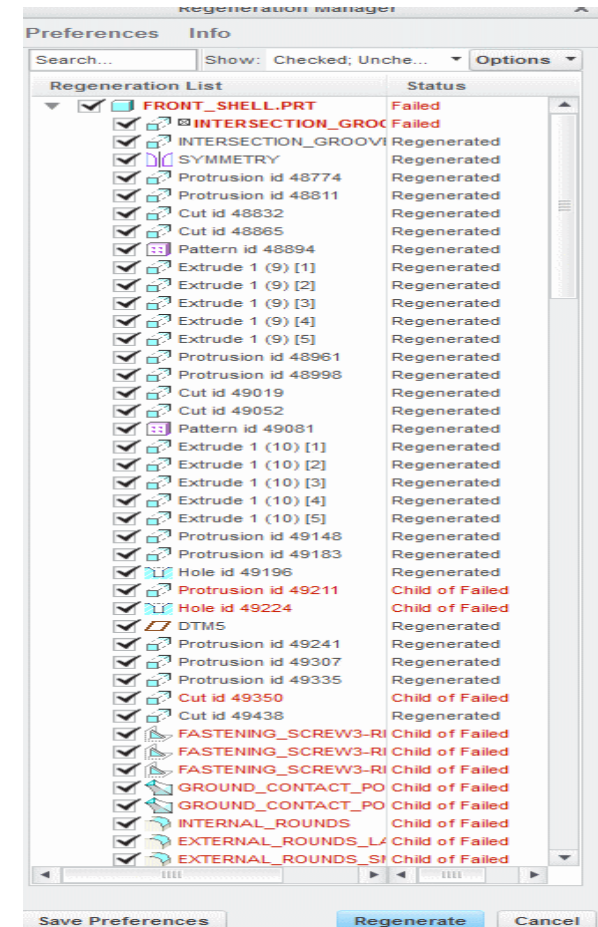 Regeneration Manager
Preferences Info
Search... Show: Checked; Unche... Options
Regeneration List Status
FRONT_SHELL.PRT Failed
INTERSECTION_GROO Failed
INTERSECTION_GROOVI Regenerated
SYMMETRY Regenerated
Protrusion id 48774 Regenerated
Protrusion id 48811 Regenerated
Cut id 48832 Regenerated
Cut id 48865 Regenerated
Pattern id 48894 Regenerated
Extrude 1 (9) [1] Regenerated
Extrude 1 (9) [2] Regenerated
Extrude 1 (9) [3] Regenerated
Extrude 1 (9) [4] Regenerated
Extrude 1 (9) [5] Regenerated
Protrusion id 48961 Regenerated
Protrusion id 48998 Regenerated
Cut id 49019 Regenerated
Cut id 49052 Regenerated
Pattern id 49081 Regenerated
Extrude 1 (10) [1] Regenerated
Extrude 1 (10) [2] Regenerated
Extrude 1 (10) [3] Regenerated
Extrude 1 (10) [4] Regenerated
Extrude 1 (10) [5] Regenerated
Protrusion id 49148 Regenerated
Protrusion id 49183 Regenerated
Hole id 49196 Regenerated
Protrusion id 49211 Child of Failed
Hole id 49224 Child of Failed
DTM5 Regenerated
Protrusion id 49241 Regenerated
Protrusion id 49307 Regenerated
Protrusion id 49335 Regenerated
Cut id 49350 Child of Failed
Cut id 49438 Regenerated
FASTENING_SCREW3-RI Child of Failed
FASTENING_SCREW3-RI Child of Failed
FASTENING_SCREW3-RI Child of Failed
GROUND_CONTACT_PO Child of Failed
GROUND_CONTACT_PO Child of Failed
INTERNAL_ROUNDS Child of Failed
EXTERNAL_ROUNDS_LA Child of Failed
EXTERNAL_ROUNDS_SM Child of Failed
Save Preferences Regenerate Cancel